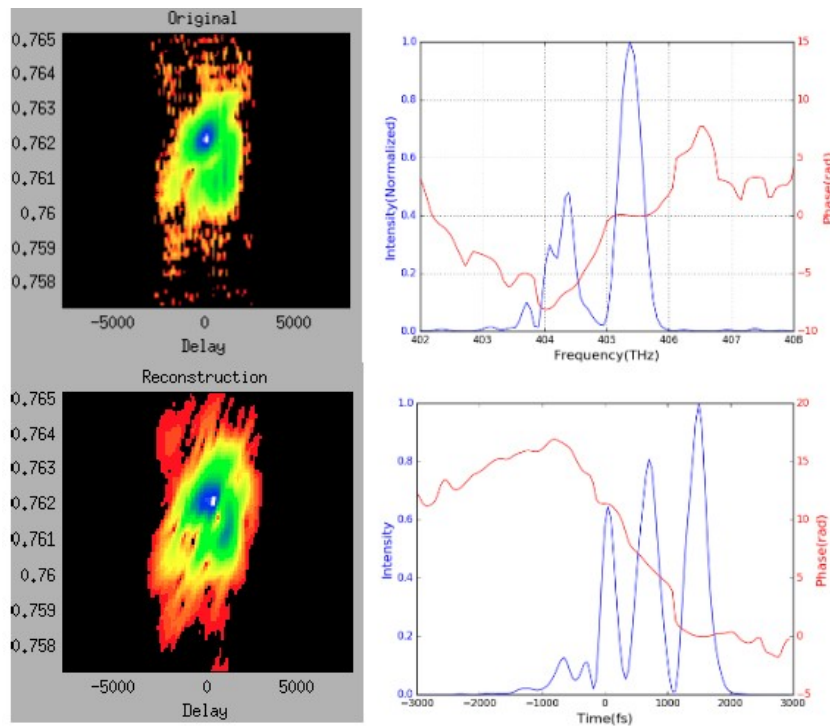 Original
0.765
0.764
0.763
0.762
0.761
0.76
0.759
0.758
-5000 0 5000
Delay
1.0
0.8
0.6
0.4
0.2
0.0
Intensity(Normalized)
15
10
5
0
−5
−10
Phase(rad)
402 403 404 405 406 407 408
Frequency(THz)
Reconstruction
0.765
0.764
0.763
0.762
0.761
0.76
0.759
0.758
-5000 0 5000
Delay
1.0
0.8
0.6
0.4
0.2
0.0
Intensity
20
15
10
5
0
−5
Phase(rad)
−3000 −2000 −1000 0 1000 2000 3000
Time(fs)